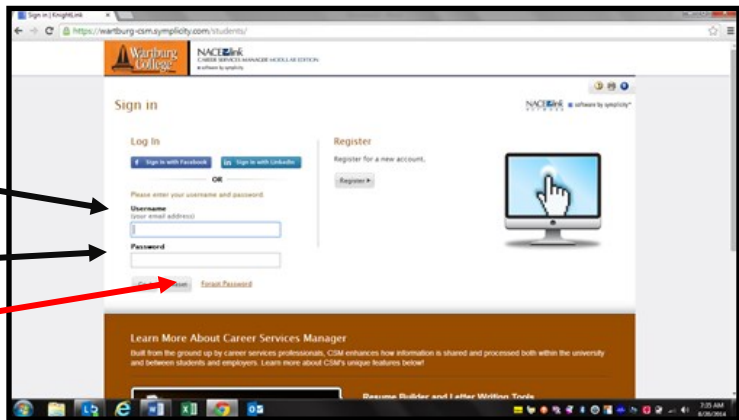 Sign in | KnightLink
https://wartburg-csm.symplicity.com/students/
Wartburg College
NACElink
CAREER SERVICES MANAGER MODULAR EDITION
software by symplicity
Sign in
NACElink NETWORK software by symplicity
Log In
Register
Sign in with Facebook
Sign in with LinkedIn
Register for a new account.
OR
Register
Please enter your username and password.
Username
(your email address)
Password
Forgot Password
Learn More About Career Services Manager
Built from the ground up by career services professionals, CSM enhances how information is shared and processed both within the university
and between students and employers. Learn more about CSM's unique features below!
Resume Builder and Letter Writing Tools
7:05 AM
8/20/2014